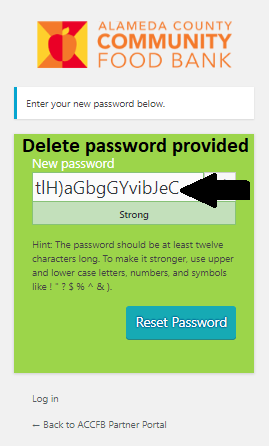 ALAMEDA COUNTY
COMMUNITY
FOOD BANK
Enter your new password below.
Delete password provided
New password
tlH)aGbgGYvibJeC
Strong
Hint: The password should be at least twelve
characters long. To make it stronger, use upper
and lower case letters, numbers, and symbols
like ! " ? $ % ^ & ).
Reset Password
Log in
← Back to ACCFB Partner Portal